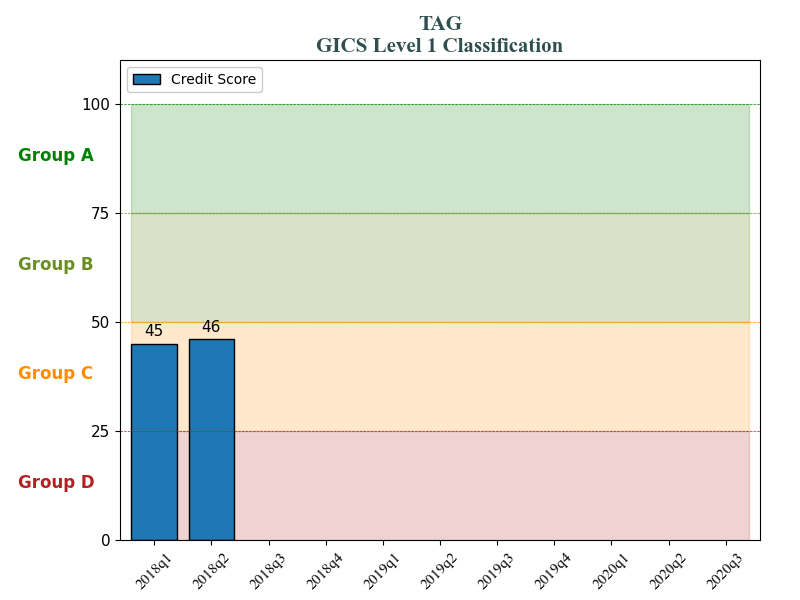 TAG
GICS Level 1 Classification
Credit Score
100
Group A
75
Group B
50
45
46
Group C
25
Group D
0
2018q1
2018q2
2018q3
2018q4
2019q1
2019q2
2019q3
2019q4
2020q1
2020q2
2020q3